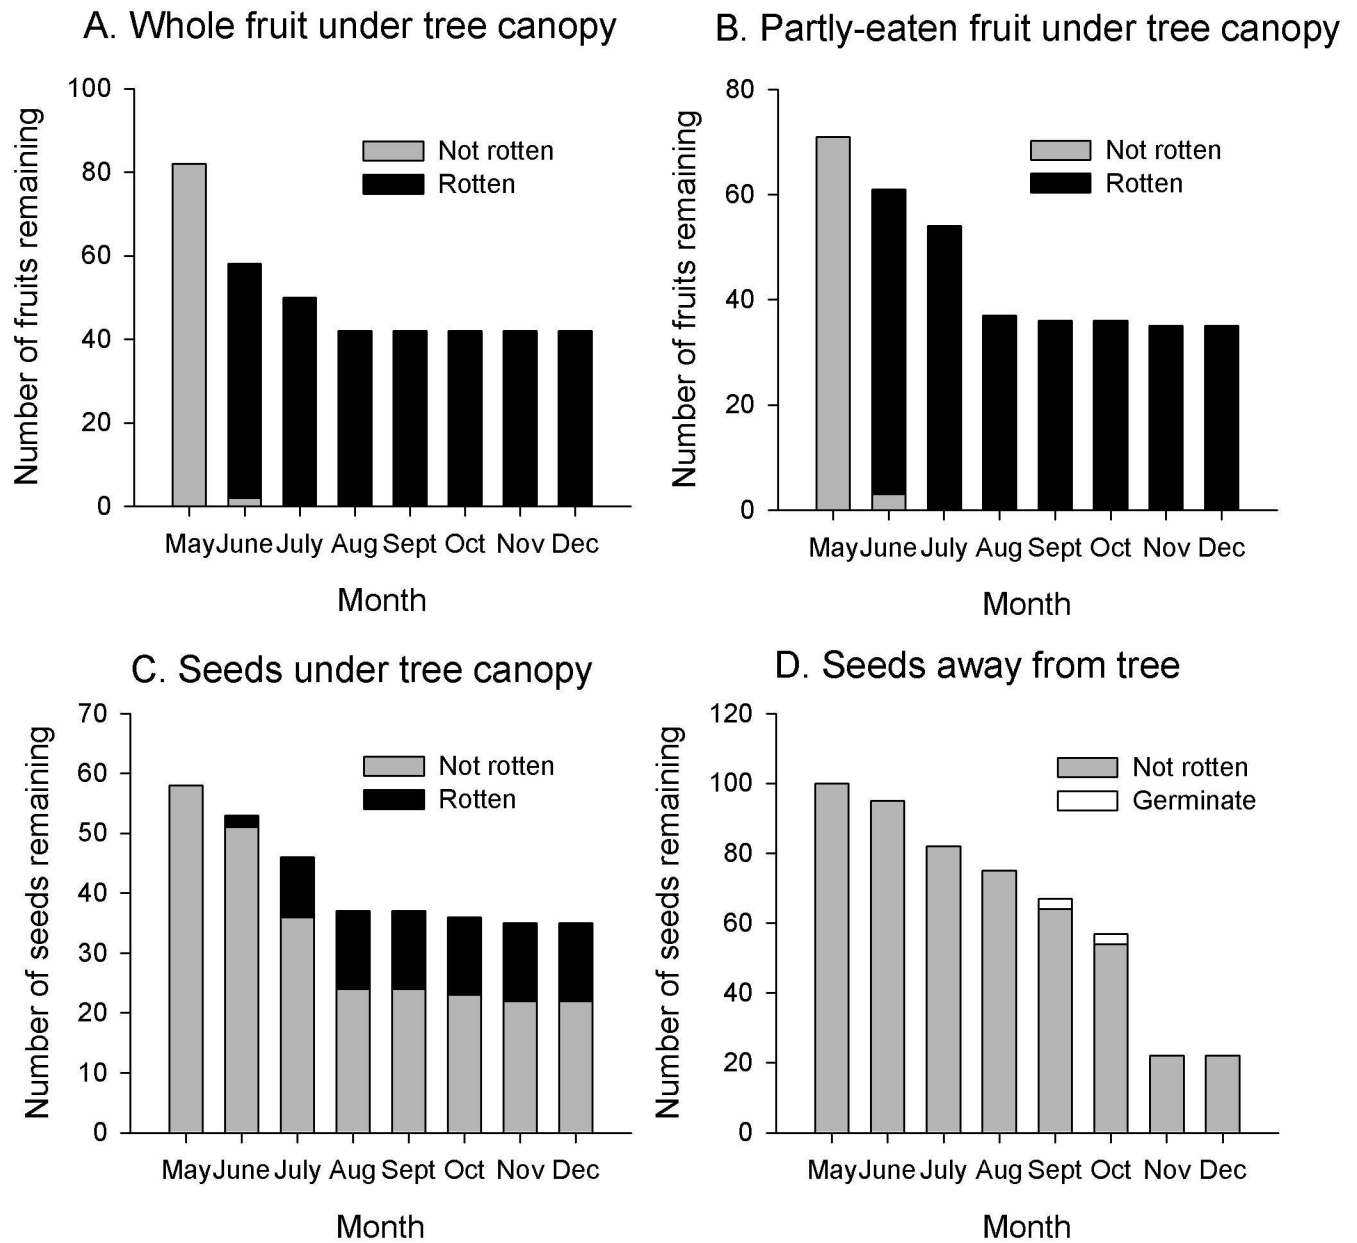 A. Whole fruit under tree canopy
Number of fruits remaining
100
80
60
40
20
0
Not rotten
Rotten
May June July Aug Sept Oct Nov Dec
Month
B. Partly-eaten fruit under tree canopy
Number of fruits remaining
80
60
40
20
0
Not rotten
Rotten
May June July Aug Sept Oct Nov Dec
Month
C. Seeds under tree canopy
Number of seeds remaining
70
60
50
40
30
20
10
0
Not rotten
Rotten
May June July Aug Sept Oct Nov Dec
Month
D. Seeds away from tree
Number of seeds remaining
120
100
80
60
40
20
0
Not rotten
Germinate
May June July Aug Sept Oct Nov Dec
Month